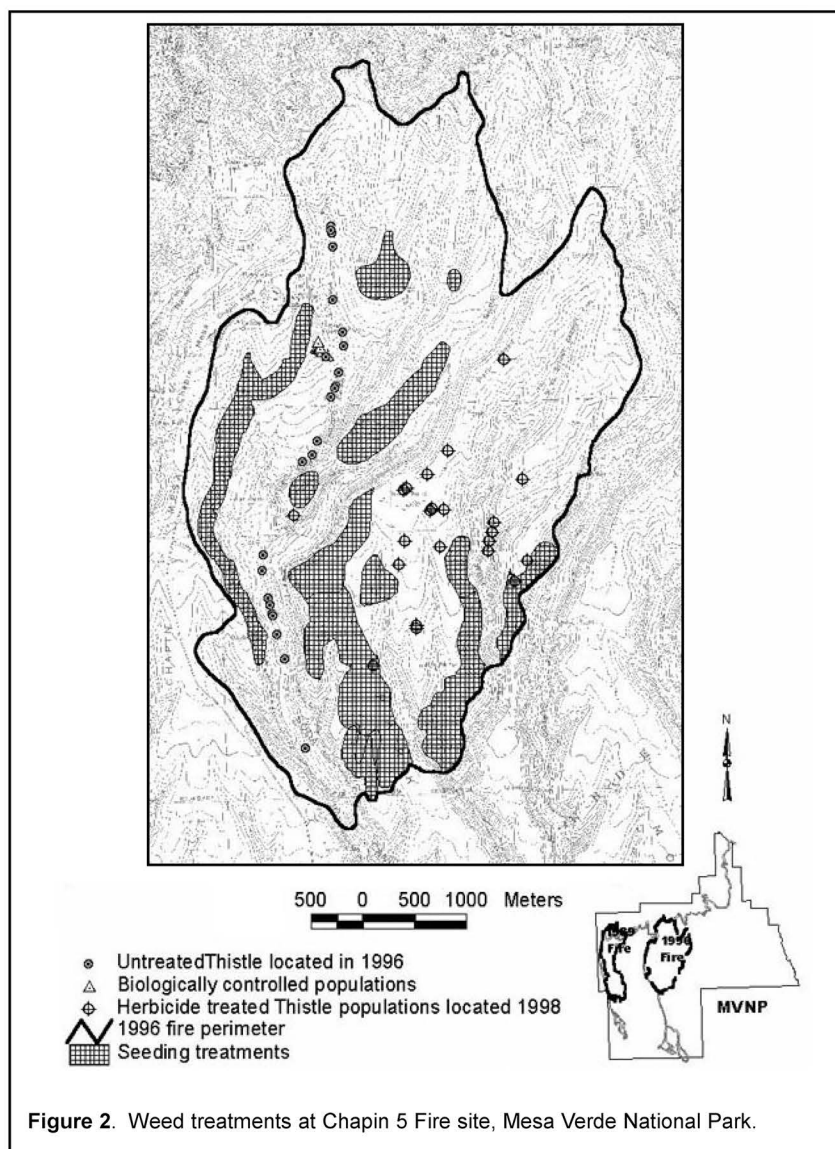 N
500 0 500 1000 Meters
UntreatedThistle located in 1996
Biologically controlled populations
Herbicide treated Thistle populations located 1998
1996 fire perimeter
Seeding treatments
Fire
1996
Fire
MVNP
Figure 2. Weed treatments at Chapin 5 Fire site, Mesa Verde National Park.